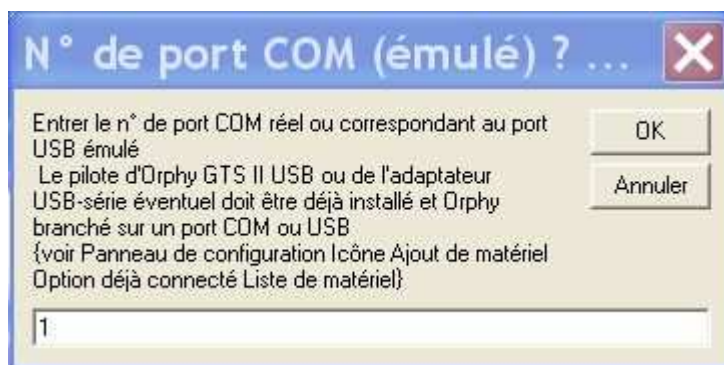 N° de port COM (émulé) ? ...
Entrer le n° de port COM réel ou correspondant au port
USB émulé
Le pilote d'Orphy GTS II USB ou de l'adaptateur
USB-série éventuel doit être déjà installé et Orphy
branché sur un port COM ou USB
{voir Panneau de configuration Icône Ajout de matériel
Option déjà connecté Liste de matériel}
OK
Annuler
1